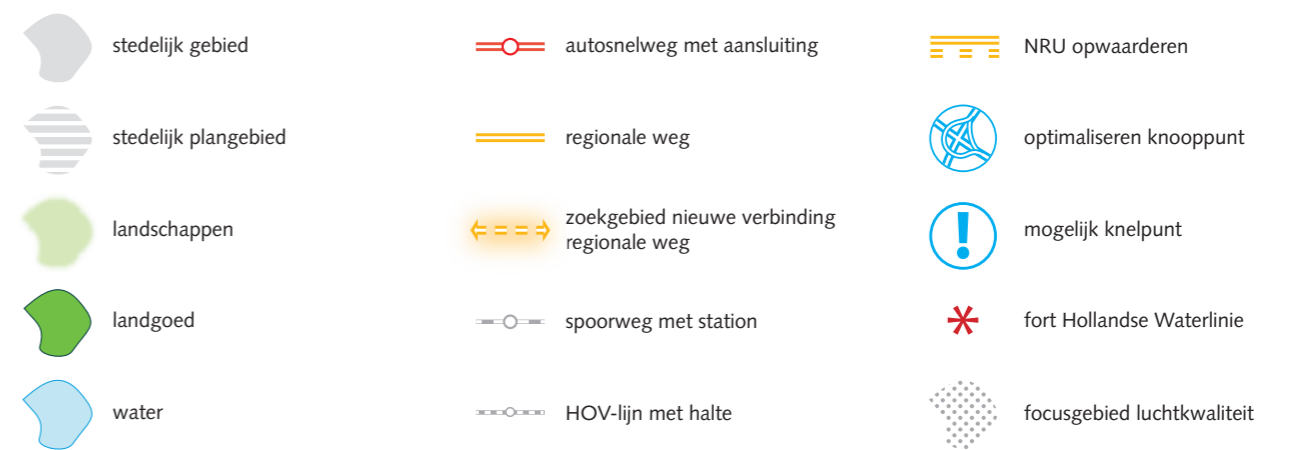 stedelijk gebied
stedelijk plangebied
landschappen
landgoed
water
autosnelweg met aansluiting
regionale weg
zoekgebied nieuwe verbinding
regionale weg
spoorweg met station
HOV-lijn met halte
NRU opwaarderen
optimaliseren knooppunt
mogelijk knelpunt
fort Hollandse Waterlinie
focusgebied luchtkwaliteit